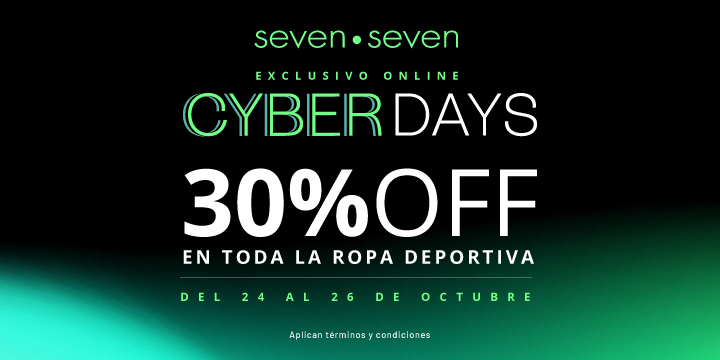 seven•seven
EXCLUSIVO ONLINE
CYBER DAYS
30% OFF
EN TODA LA ROPA DEPORTIVA
DEL 24 AL 26 DE OCTUBRE
Aplican términos y condiciones